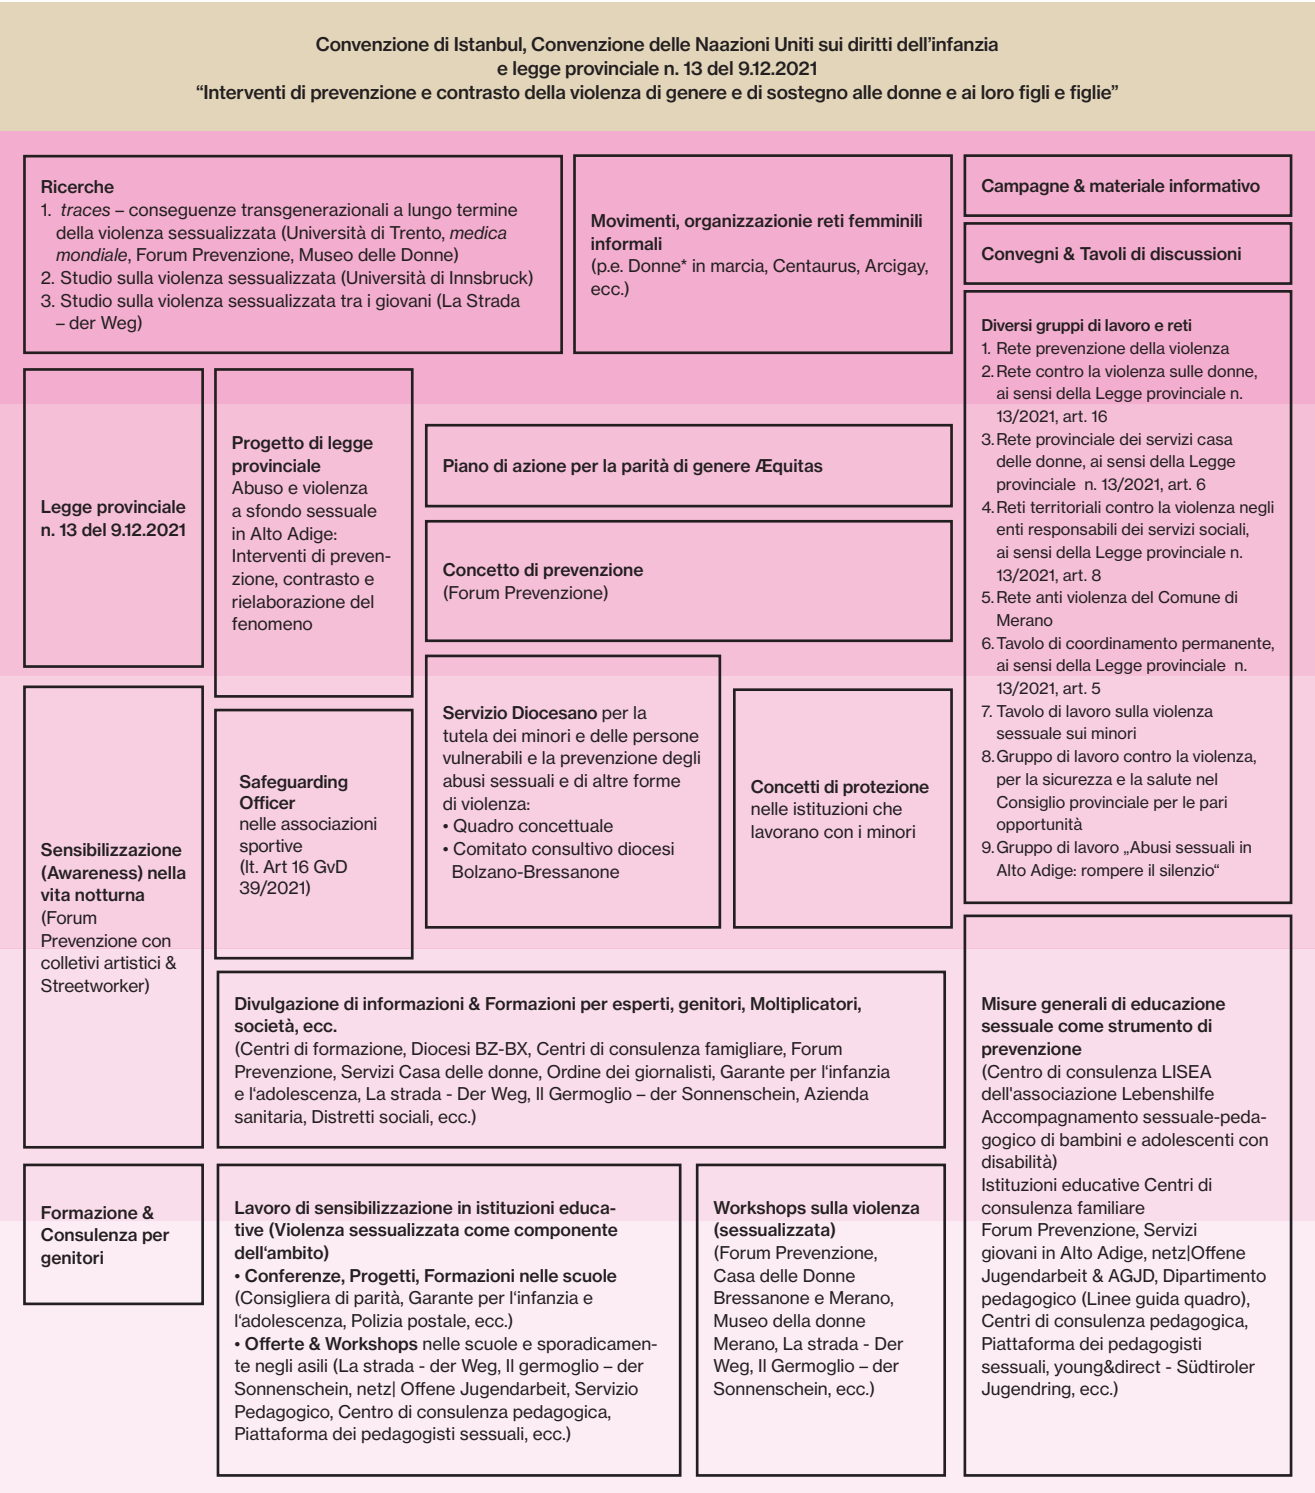 Convenzione di Istanbul, Convenzione delle Naazioni Uniti sui diritti dell'infanzia
e legge provinciale n. 13 del 9.12.2021
“Interventi di prevenzione e contrasto della violenza di genere e di sostegno alle donne e ai loro figli e figlie”
Ricerche
1. traces – conseguenze transgenerazionali a lungo termine
della violenza sessualizzata (Università di Trento, medica
mondiale, Forum Prevenzione, Museo delle Donne)
2. Studio sulla violenza sessualizzata (Università di Innsbruck)
3. Studio sulla violenza sessualizzata tra i giovani (La Strada
– der Weg)
Movimenti, organizzazionie reti femminili
informali
(p.e. Donne* in marcia, Centaurus, Arcigay,
ecc.)
Campagne & materiale informativo
Convegni & Tavoli di discussioni
Diversi gruppi di lavoro e reti
1. Rete prevenzione della violenza
2. Rete contro la violenza sulle donne,
ai sensi della Legge provinciale n.
13/2021, art. 16
3. Rete provinciale dei servizi casa
delle donne, ai sensi della Legge
provinciale n. 13/2021, art. 6
4. Reti territoriali contro la violenza negli
enti responsabili dei servizi sociali,
ai sensi della Legge provinciale n.
13/2021, art. 8
5. Rete anti violenza del Comune di
Merano
6. Tavolo di coordinamento permanente,
ai sensi della Legge provinciale n.
13/2021, art. 5
7. Tavolo di lavoro sulla violenza
sessuale sui minori
8. Gruppo di lavoro contro la violenza,
per la sicurezza e la salute nel
Consiglio provinciale per le pari
opportunità
9. Gruppo di lavoro „Abusi sessuali in
Alto Adige: rompere il silenzio“
Legge provinciale
n. 13 del 9.12.2021
Progetto di legge
provinciale
Abuso e violenza
a sfondo sessuale
in Alto Adige:
Interventi di preven-
zione, contrasto e
rielaborazione del
fenomeno
Piano di azione per la parità di genere Æquitas
Concetto di prevenzione
(Forum Prevenzione)
Sensibilizzazione
(Awareness) nella
vita notturna
(Forum
Prevenzione con
colletivi artistici &
Streetworker)
Safeguarding
Officer
nelle associazioni
sportive
(lt. Art 16 GvD
39/2021)
Servizio Diocesano per la
tutela dei minori e delle persone
vulnerabili e la prevenzione degli
abusi sessuali e di altre forme
di violenza:
• Quadro concettuale
• Comitato consultivo diocesi
Bolzano-Bressanone
Concetti di protezione
nelle istituzioni che
lavorano con i minori
Divulgazione di informazioni & Formazioni per esperti, genitori, Moltiplicatori,
società, ecc.
(Centri di formazione, Diocesi BZ-BX, Centri di consulenza famigliare, Forum
Prevenzione, Servizi Casa delle donne, Ordine dei giornalisti, Garante per l‘infanzia
e l‘adolescenza, La strada - Der Weg, Il Germoglio – der Sonnenschein, Azienda
sanitaria, Distretti sociali, ecc.)
Misure generali di educazione
sessuale come strumento di
prevenzione
(Centro di consulenza LISEA
dell'associazione Lebenshilfe
Accompagnamento sessuale-peda-
gogico di bambini e adolescenti con
disabilità)
Istituzioni educative Centri di
consulenza familiare
Forum Prevenzione, Servizi
giovani in Alto Adige, netz|Offene
Jugendarbeit & AGJD, Dipartimento
pedagogico (Linee guida quadro),
Centri di consulenza pedagogica,
Piattaforma dei pedagogisti
sessuali, young&direct - Südtiroler
Jugendring, ecc.)
Formazione &
Consulenza per
genitori
Lavoro di sensibilizzazione in istituzioni educa-
tive (Violenza sessualizzata come componente
dell‘ambito)
• Conferenze, Progetti, Formazioni nelle scuole
(Consigliera di parità, Garante per l‘infanzia e
l‘adolescenza, Polizia postale, ecc.)
• Offerte & Workshops nelle scuole e sporadicamen-
te negli asili (La strada - der Weg, Il germoglio – der
Sonnenschein, netz| Offene Jugendarbeit, Servizio
Pedagogico, Centro di consulenza pedagogica,
Piattaforma dei pedagogisti sessuali, ecc.)
Workshops sulla violenza
(sessualizzata)
(Forum Prevenzione,
Casa delle Donne
Bressanone e Merano,
Museo della donne
Merano, La strada - Der
Weg, Il Germoglio – der
Sonnenschein, ecc.)